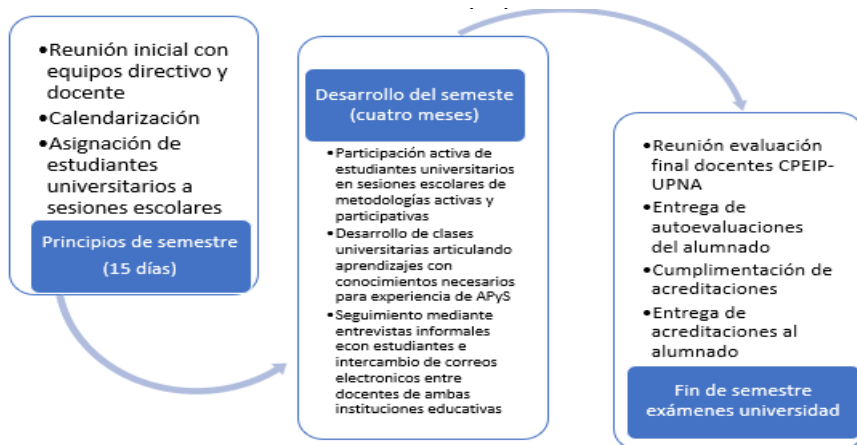 •Reunión inicial con
equipos directivo y
docente
•Calendarización
•Asignación de
estudiantes
universitarios a
sesiones escolares
Principios de semestre
(15 días)
Desarrollo del semeste
(cuatro meses)
•Participación activa de
estudiantes universitarios
en sesiones escolares de
metodologías activas y
participativas
•Desarrollo de clases
universitarias articulando
aprendizajes con
conocimientos necesarios
para experiencia de APyS
•Seguimiento mediante
entrevistas informales
econ estudiantes e
intercambio de correos
electronicos entre
docentes de ambas
instituciones educativas
•Reunión evaluación
final docentes CPEIP-
UPNA
•Entrega de
autoevaluaciones
del alumnado
•Cumplimentación de
acreditaciones
•Entrega de
acreditaciones al
alumnado
Fin de semestre
exámenes universidad